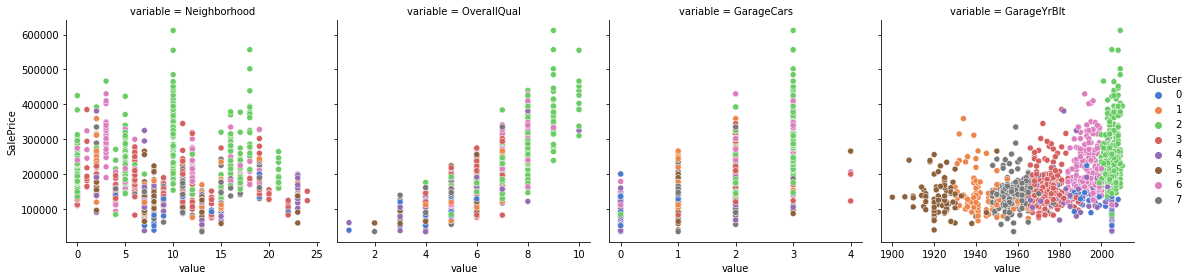 variable = Neighborhood
variable = OverallQual
variable = GarageCars
variable = GarageYrBlt
SalePrice
600000
500000
400000
300000
200000
100000
0 5 10 15 20 25
0 2 4 6 8 10
0 1 2 3 4
1900 1920 1940 1960 1980 2000
value
value
value
value
Cluster
0
1
2
3
4
5
6
7